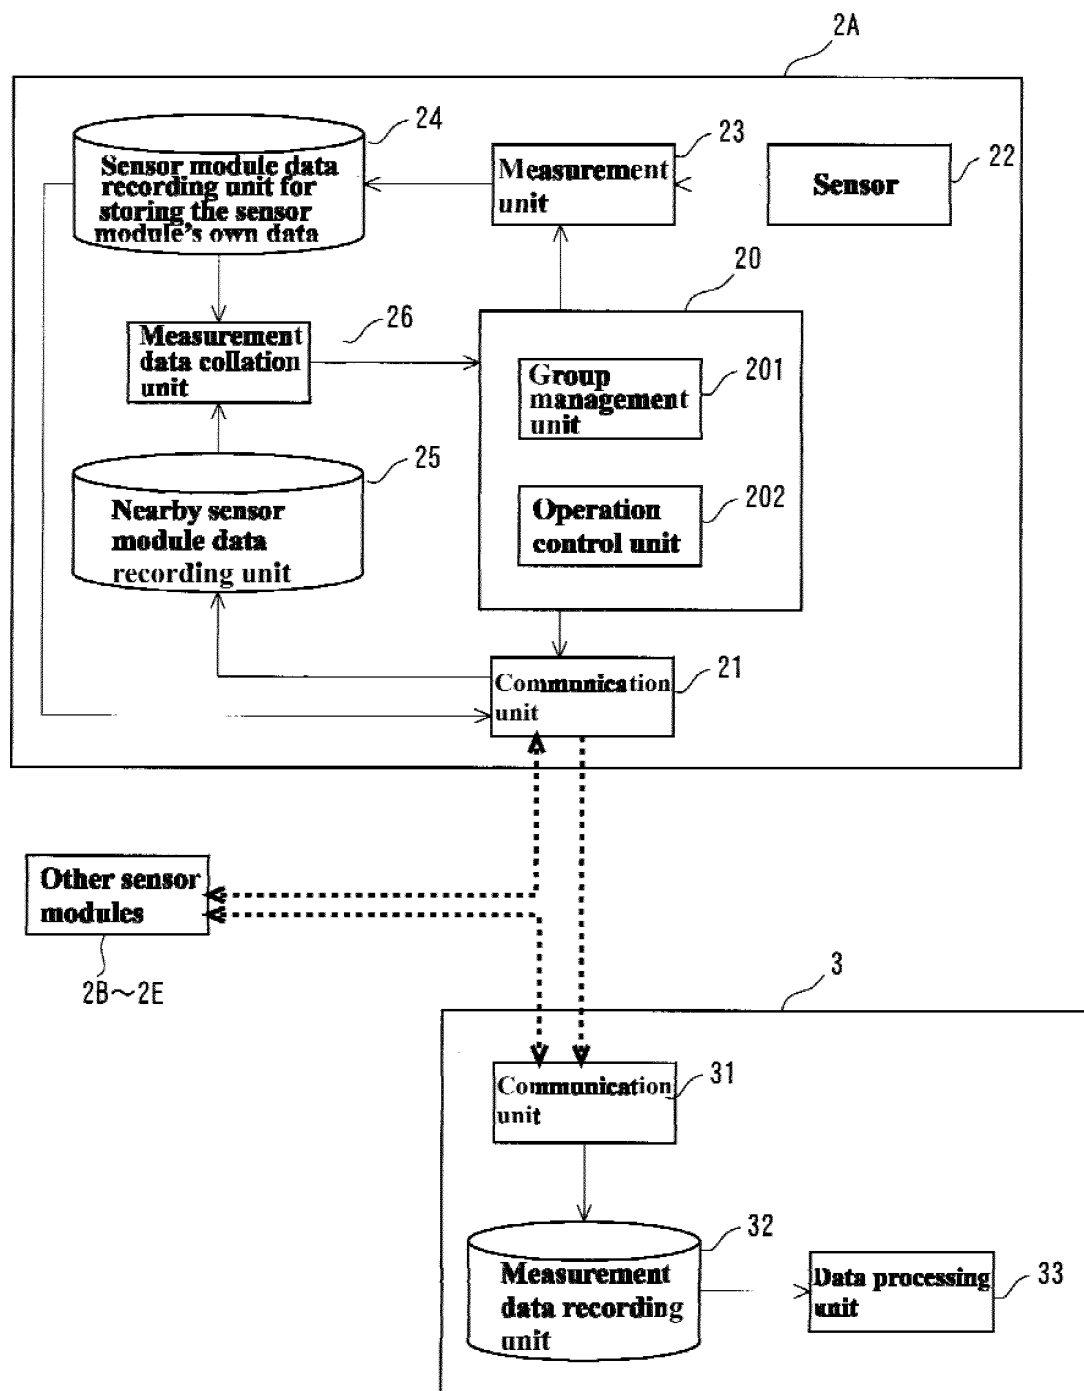 2A
24
Sensor module data
recording unit for
storing the sensor
module's own data
23
Measurement
unit
22
Sensor
20
26
Measurement
data collation
unit
201
Group
management
unit
25
Nearby sensor
module data
recording unit
202
Operation
control unit
21
Communication
unit
Other sensor
modules
2B~2E
3
31
Communication
unit
32
Measurement
data recording
unit
Data processing
unit
33